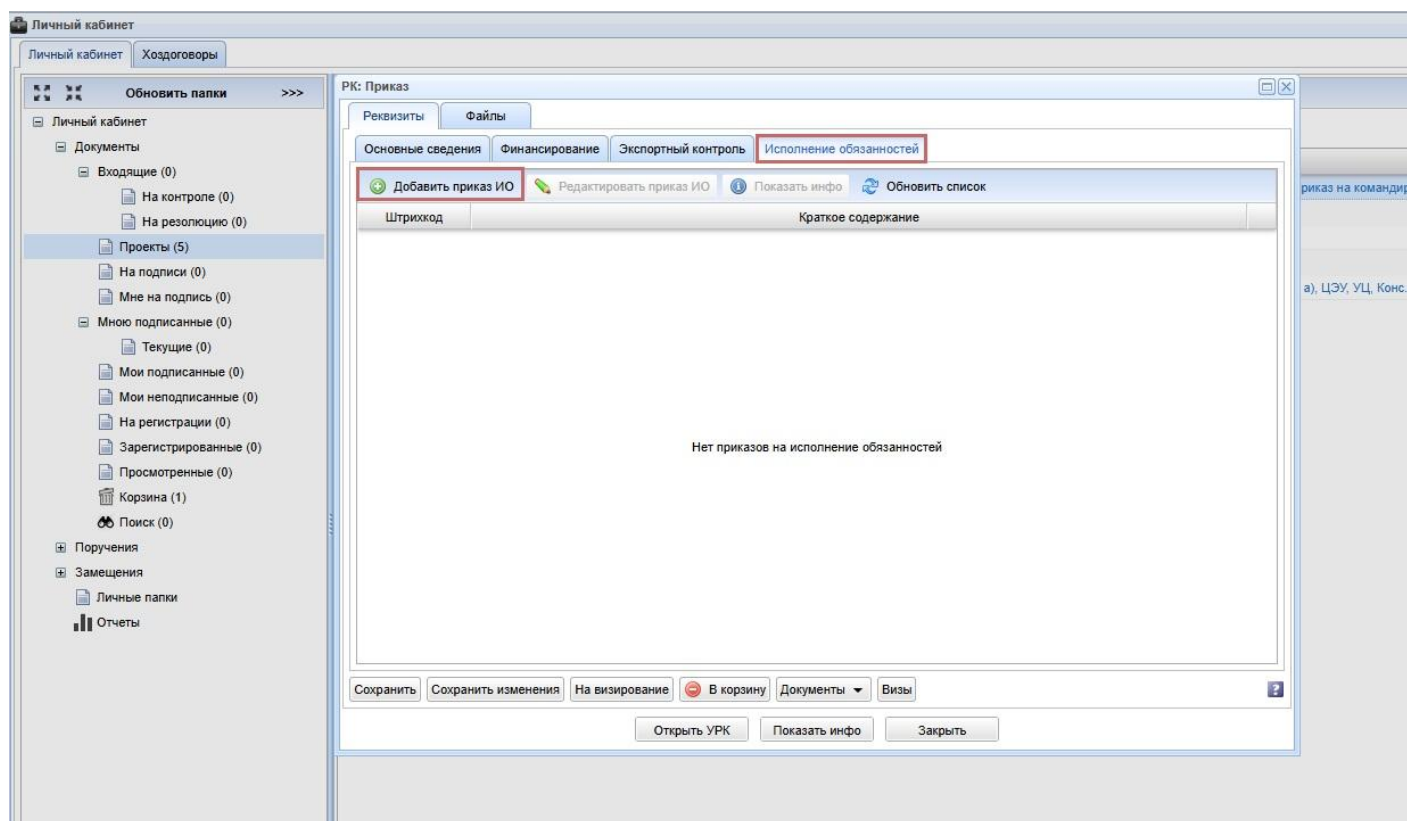 Личный кабинет
Личный кабинет Хоздоговоры
Обновить папки >>>
Личный кабинет
Документы
Входящие (0)
На контроле (0)
На резолюцию (0)
Проекты (5)
На подписи (0)
Мне на подпись (0)
Мною подписанные (0)
Текущие (0)
Мои подписанные (0)
Мои неподписанные (0)
На регистрации (0)
Зарегистрированные (0)
Просмотренные (0)
Корзина (1)
Поиск (0)
Поручения
Замещения
Личные папки
Отчеты
РК: Приказ
Реквизиты Файлы
Основные сведения Финансирование Экспортный контроль Исполнение обязанностей
Добавить приказ ИО Редактировать приказ ИО Показать инфо Обновить список
Штрихкод Краткое содержание
Нет приказов на исполнение обязанностей
Сохранить Сохранить изменения На визирование В корзину Документы Визы ?
Открыть УРК Показать инфо Закрыть
риказ на командир
а), ЦЭУ, УЦ, Конс.